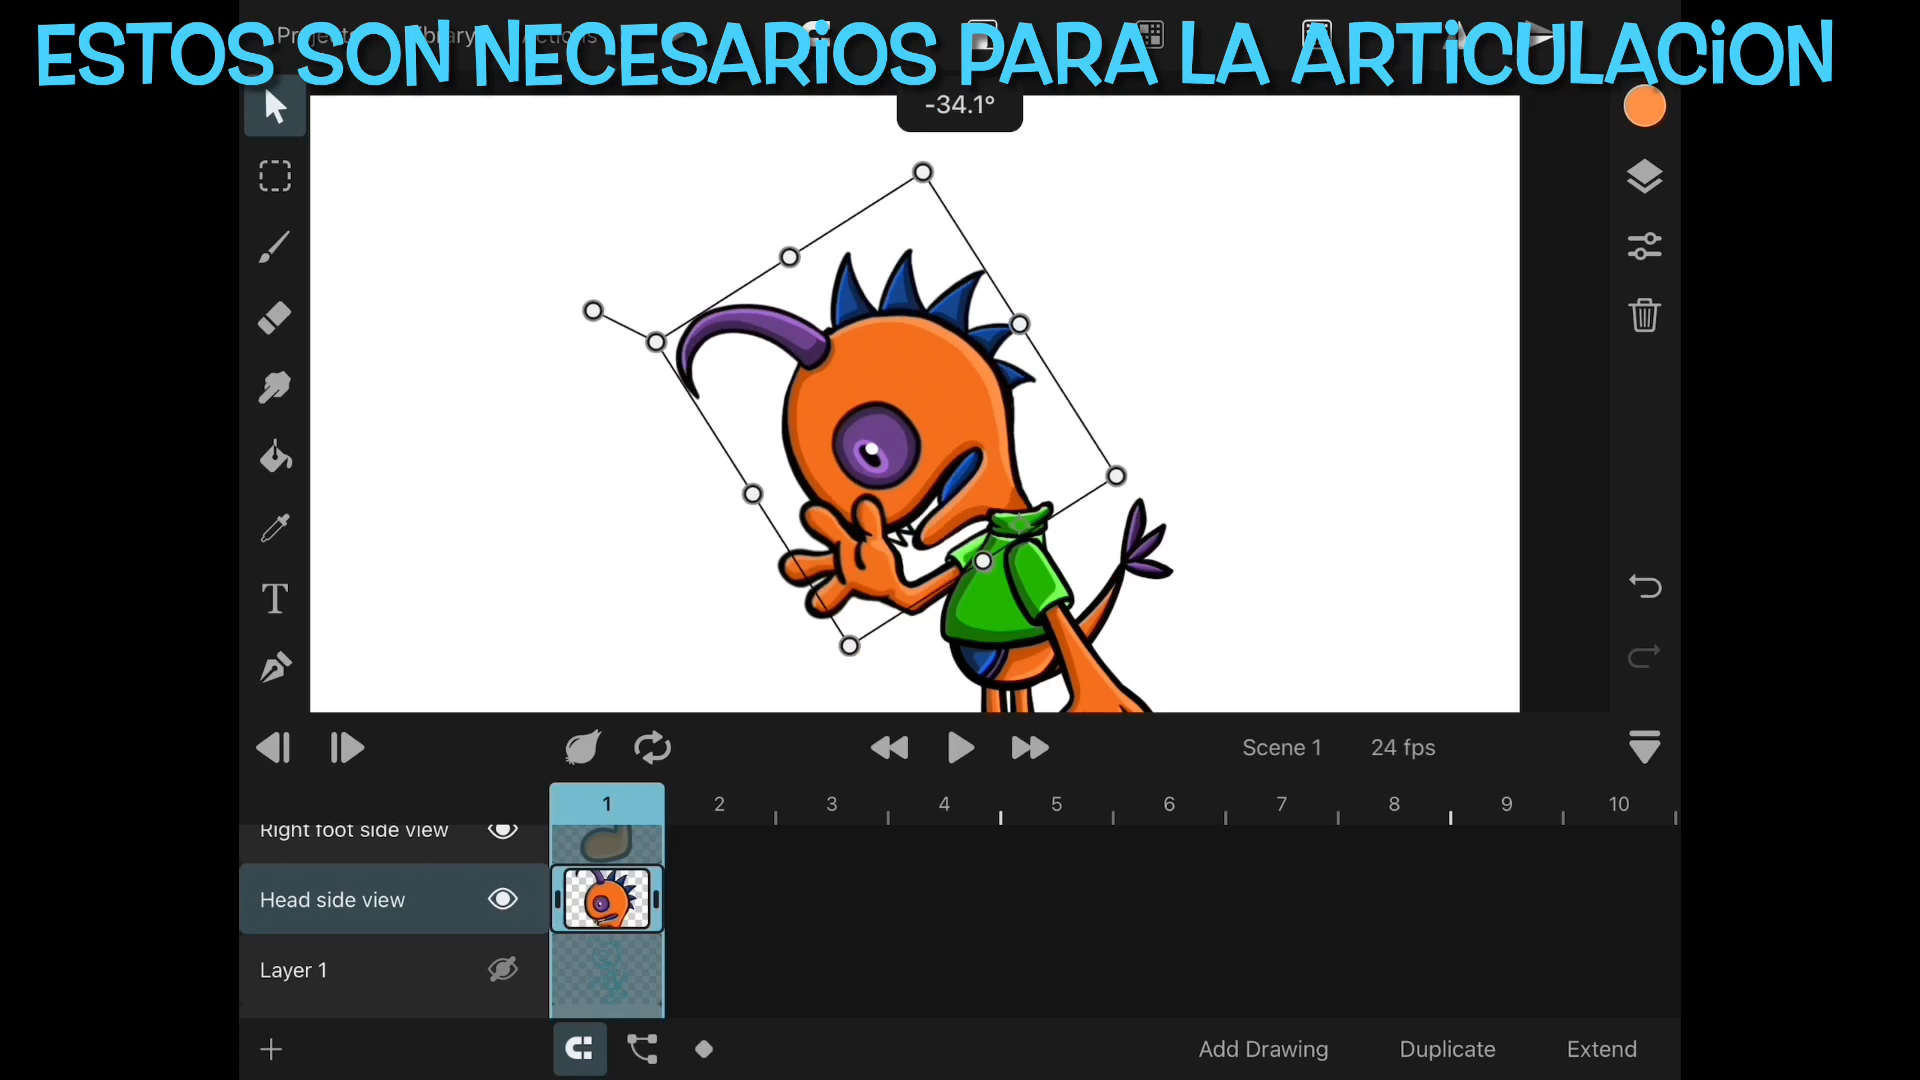 ESTOS SON NECESARiOS PARA LA ARTiCULACiON
-34.1°
T
Scene 1
24 fps
1 2 3 4 5 6 7 8 9 10
Right foot side view
Head side view
Layer 1
Add Drawing
Duplicate
Extend